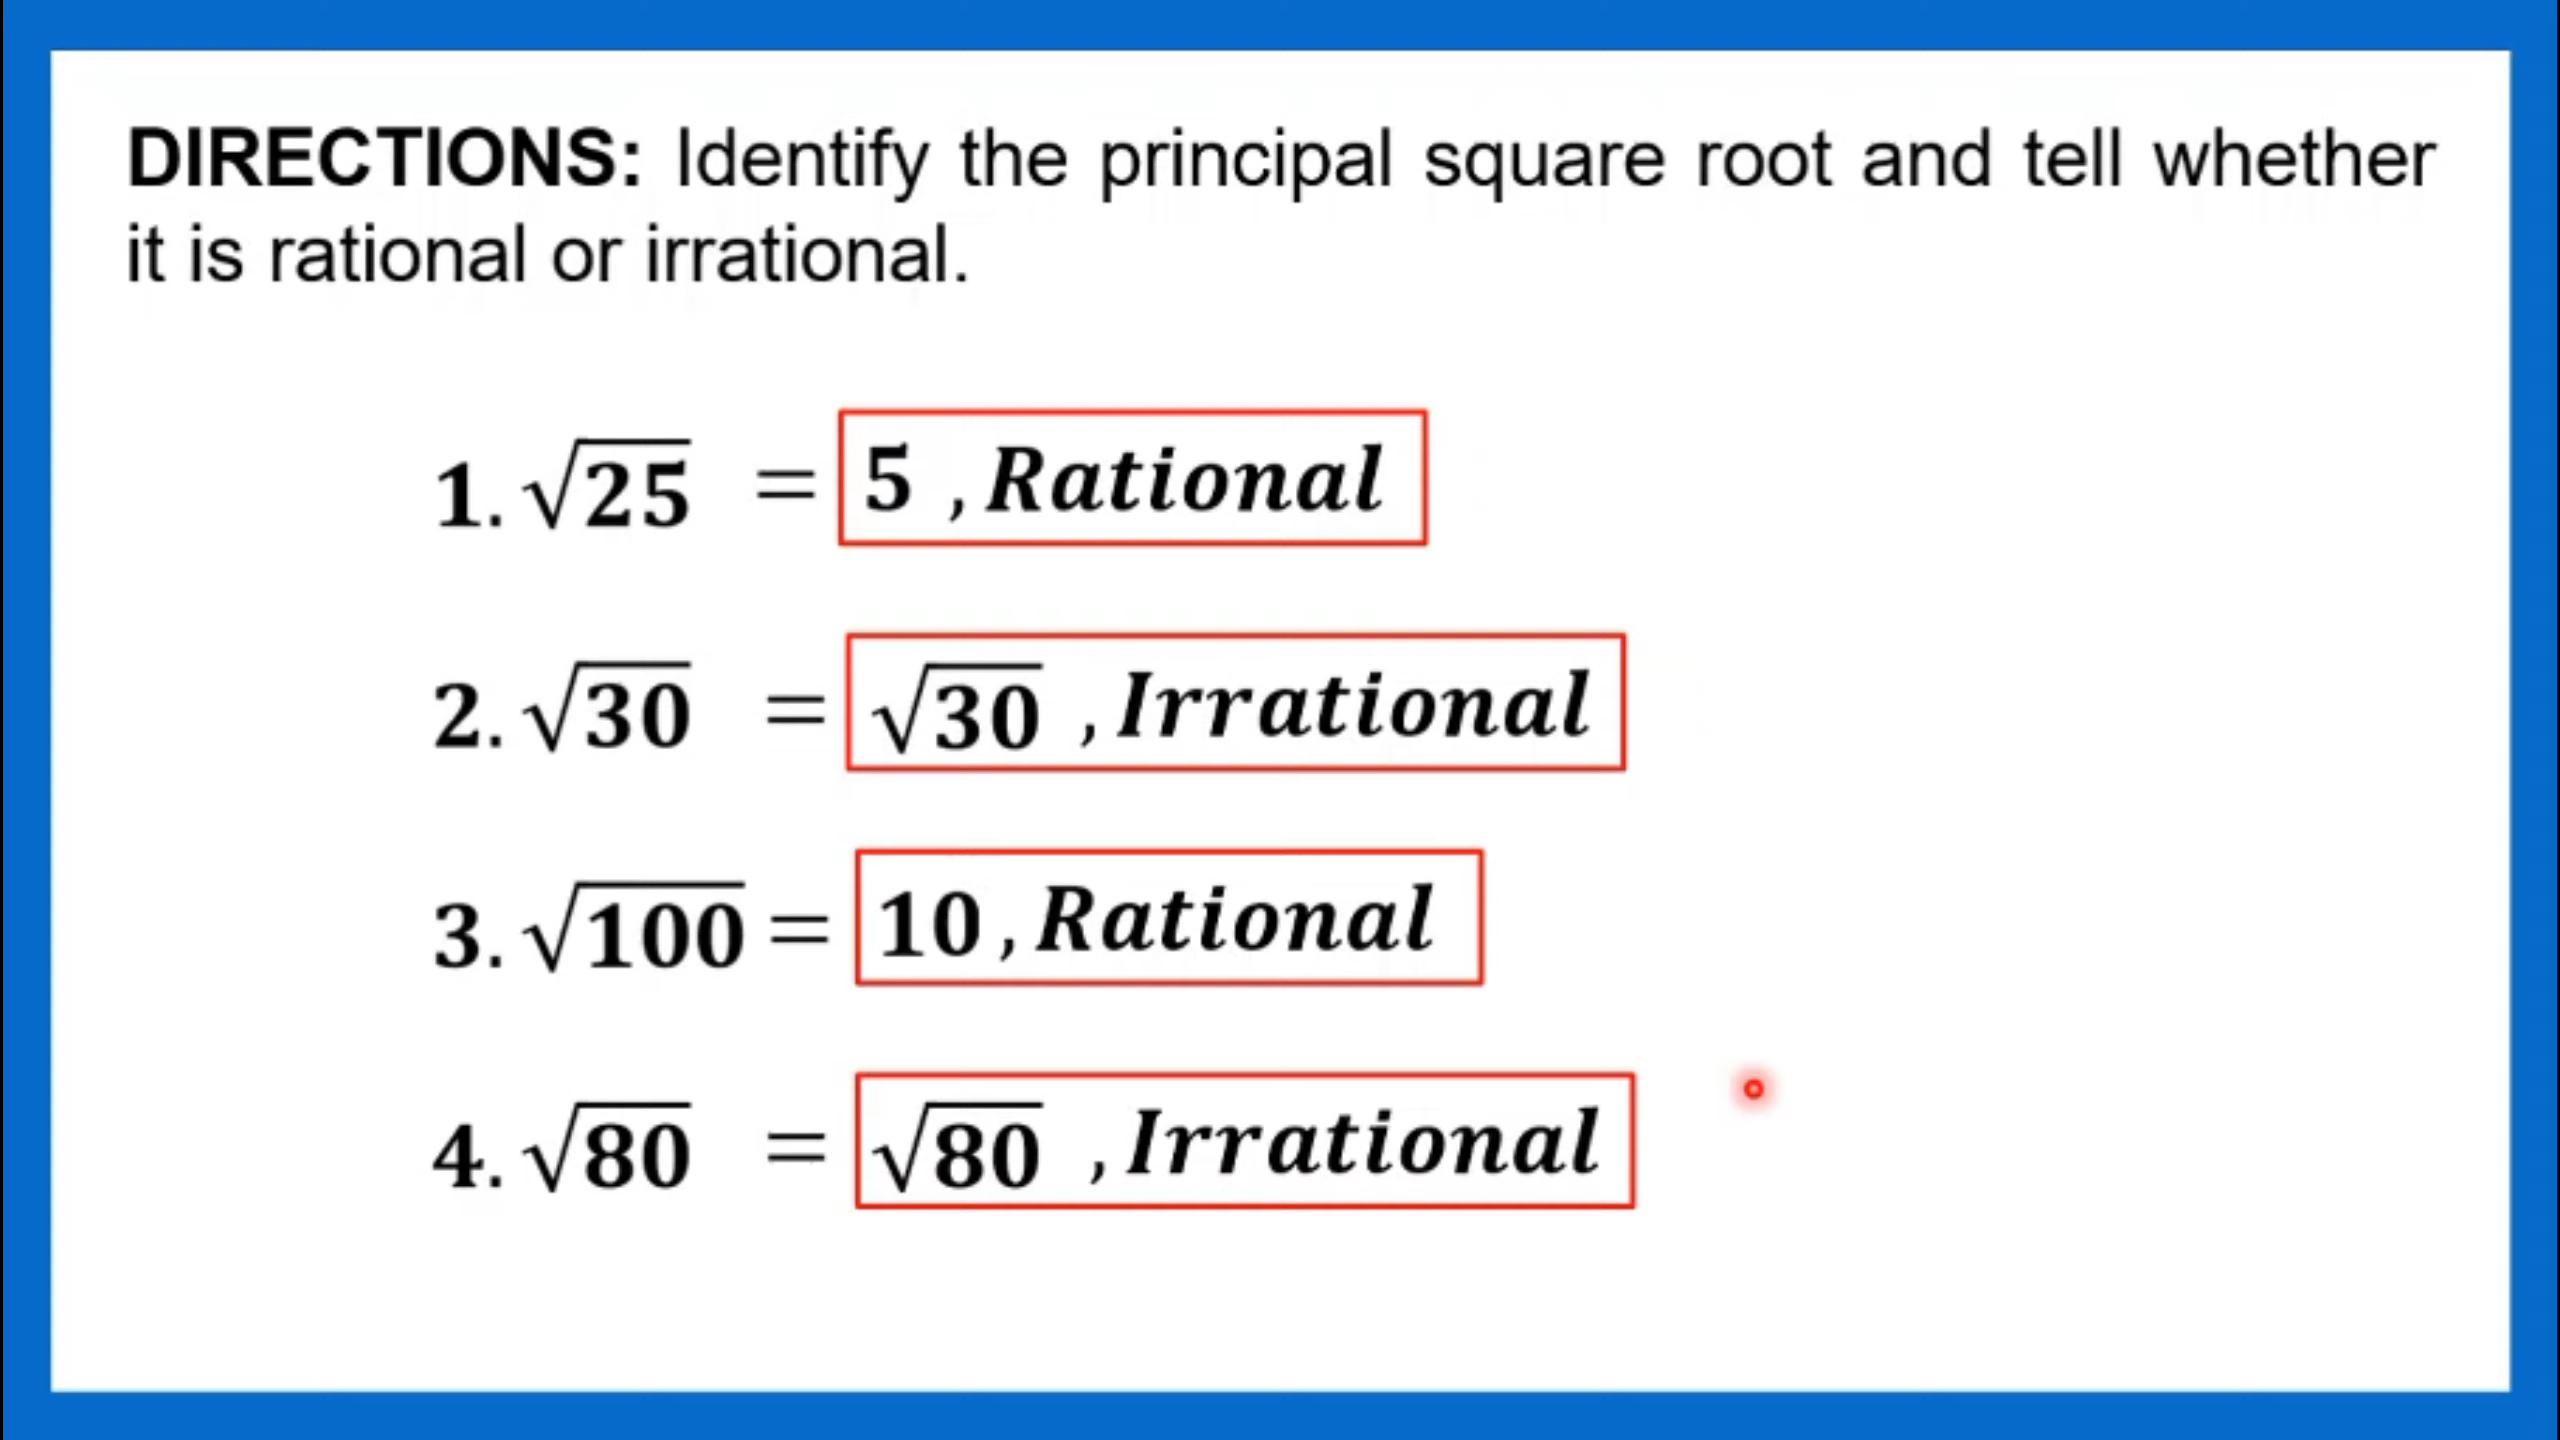 DIRECTIONS: Identify the principal square root and tell whether
it is rational or irrational.
1. √25 = 5 , Rational
2. √30 = √30 , Irrational
3. √100 = 10 , Rational
4. √80 = √80 , Irrational